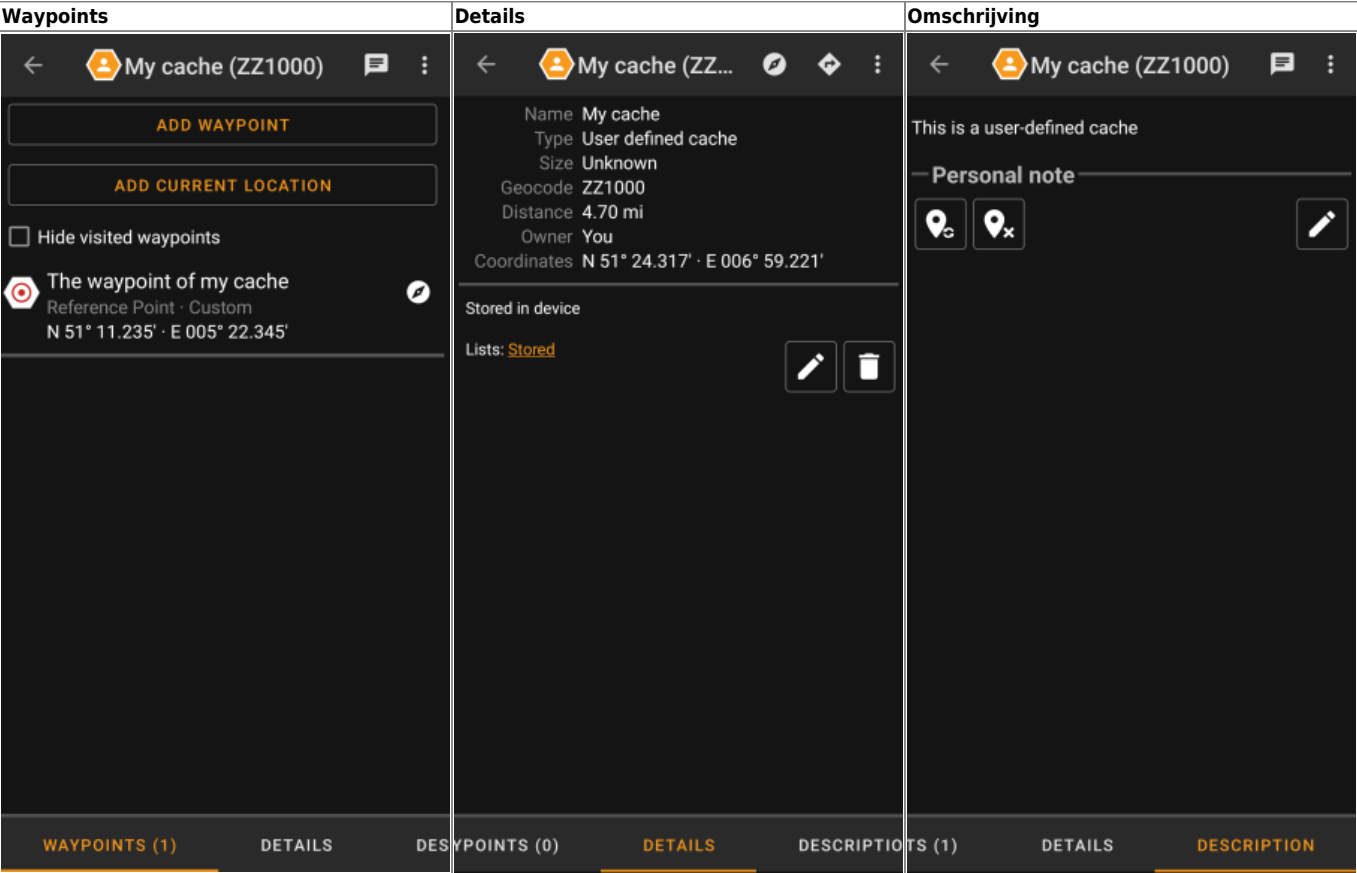 Waypoints
My cache (ZZ1000)
ADD WAYPOINT
ADD CURRENT LOCATION
Hide visited waypoints
The waypoint of my cache
Reference Point · Custom
N 51° 11.235' · E 005° 22.345'
WAYPOINTS (1) DETAILS DES
Details
My cache (ZZ...
Name My cache
Type User defined cache
Size Unknown
Geocode ZZ1000
Distance 4.70 mi
Owner You
Coordinates N 51° 24.317' · E 006° 59.221'
Stored in device
Lists: Stored
YPOINTS (0) DETAILS DESCRIPTIO
Omschrijving
My cache (ZZ1000)
This is a user-defined cache
Personal note
TS (1) DETAILS DESCRIPTION